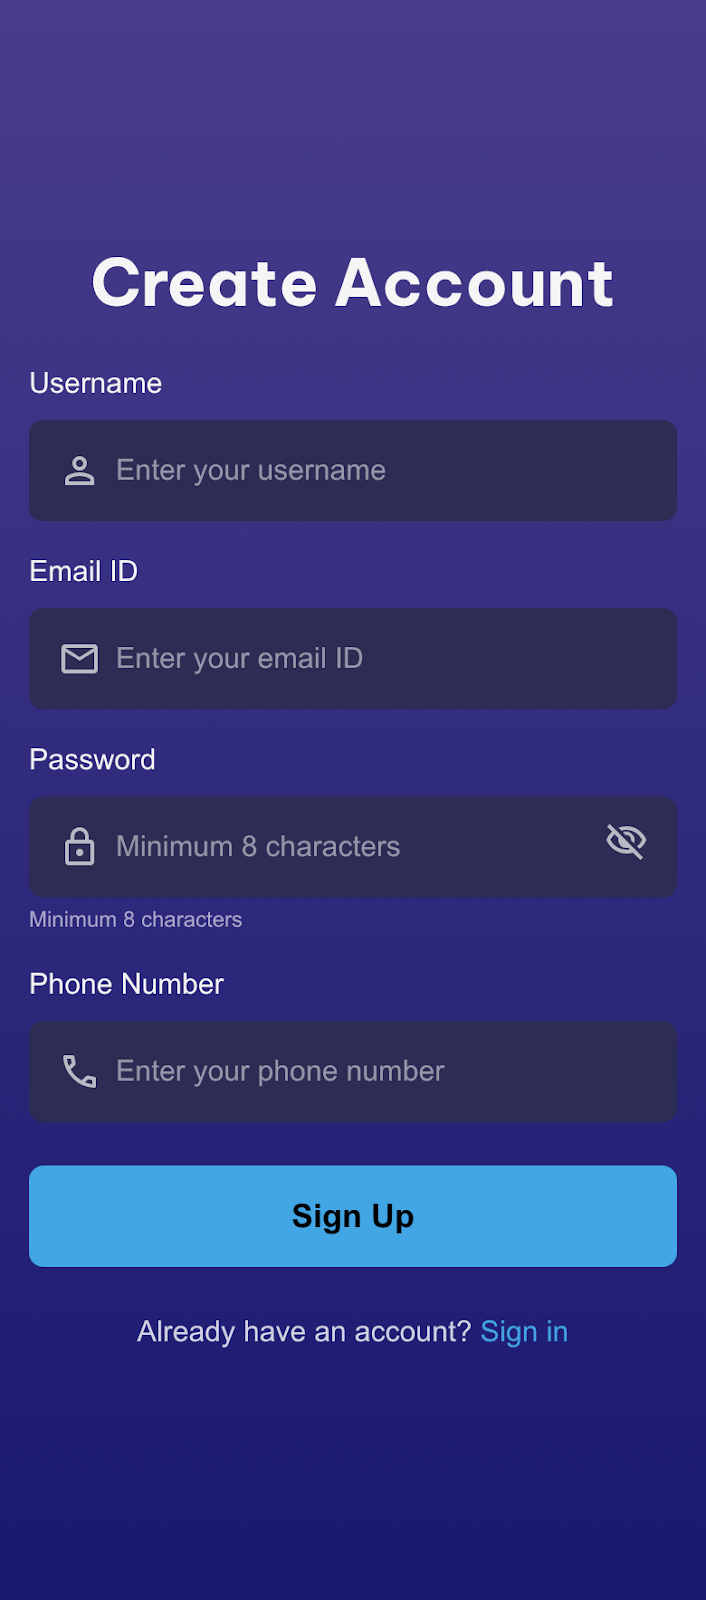 Create Account
Username
Enter your username
Email ID
Enter your email ID
Password
Minimum 8 characters
Minimum 8 characters
Phone Number
Enter your phone number
Sign Up
Already have an account? Sign in